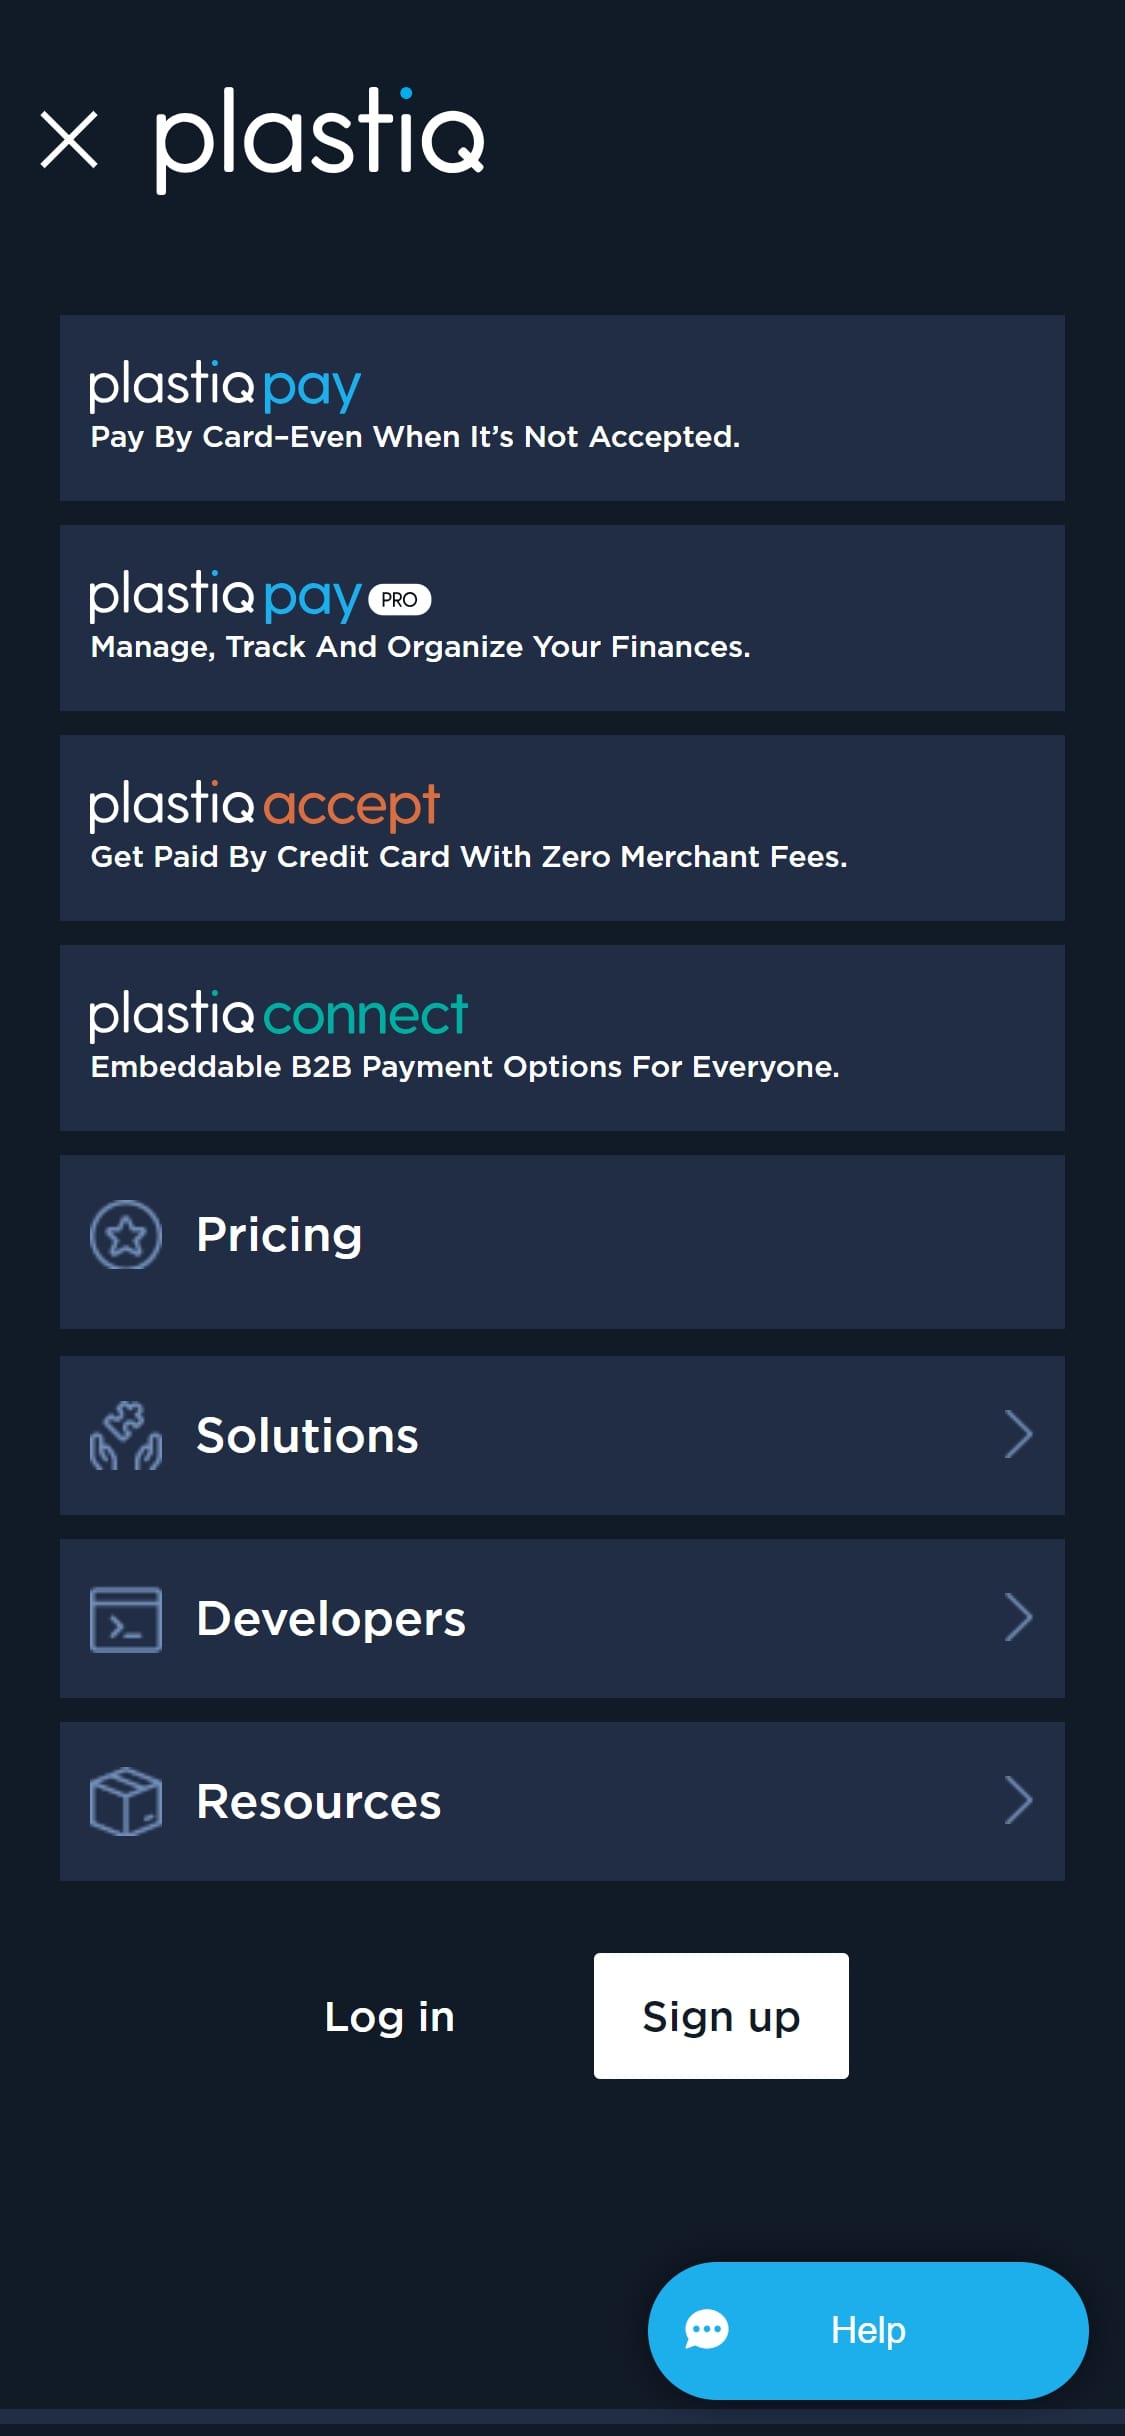 plastiq
plastiq pay
Pay By Card–Even When It’s Not Accepted.
plastiq pay PRO
Manage, Track And Organize Your Finances.
plastiq accept
Get Paid By Credit Card With Zero Merchant Fees.
plastiq connect
Embeddable B2B Payment Options For Everyone.
Pricing
Solutions
Developers
Resources
Log in
Sign up
Help